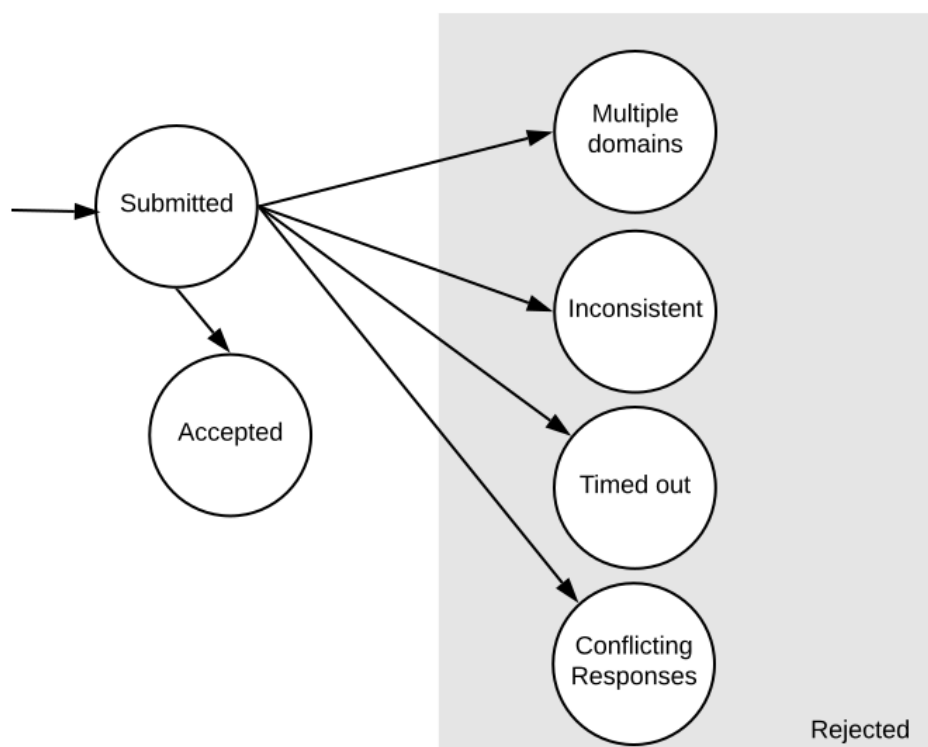 Multiple
domains
Submitted
Inconsistent
Accepted
Timed out
Conflicting
Responses
Rejected